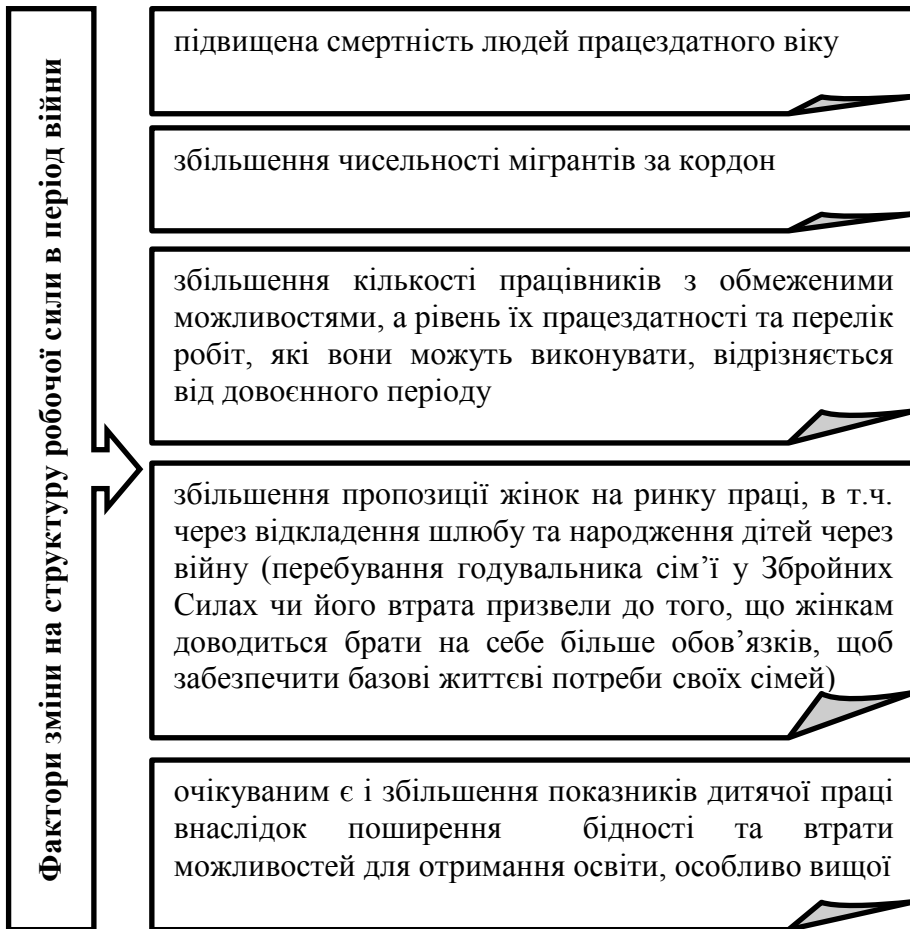 Фактори зміни на структуру робочої сили в період війни
підвищена смертність людей працездатного віку
збільшення чисельності мігрантів за кордон
збільшення кількості працівників з обмеженими
можливостями, а рівень їх працездатності та перелік
робіт, які вони можуть виконувати, відрізняється
від довоєнного періоду
збільшення пропозиції жінок на ринку праці, в т.ч.
через відкладення шлюбу та народження дітей через
війну (перебування годувальника сім’ї у Збройних
Силах чи його втрата призвели до того, що жінкам
доводиться брати на себе більше обов’язків, щоб
забезпечити базові життєві потреби своїх сімей)
очікуваним є і збільшення показників дитячої праці
внаслідок поширення бідності та втрати
можливостей для отримання освіти, особливо вищої